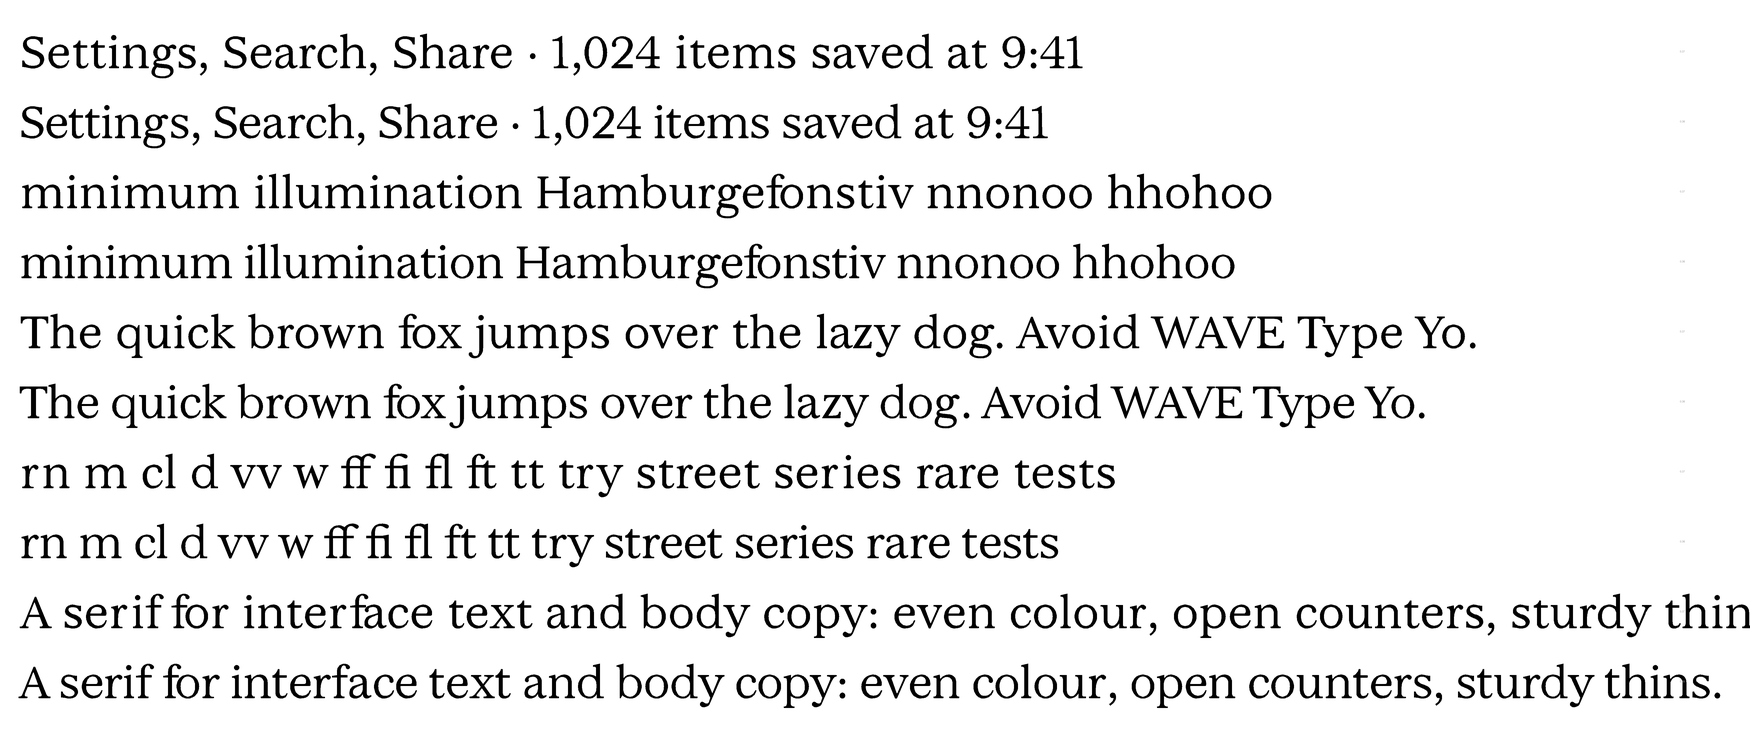 Settings, Search, Share · 1,024 items saved at 9:41
Settings, Search, Share · 1,024 items saved at 9:41
minimum illumination Hamburgefonstiv nnonoo hhohoo
minimum illumination Hamburgefonstiv nnonoo hhohoo
The quick brown fox jumps over the lazy dog. Avoid WAVE Type Yo.
The quick brown fox jumps over the lazy dog. Avoid WAVE Type Yo.
rn m cl d vv w ff fi fl ft tt try street series rare tests
rn m cl d vv w ff fi fl ft tt try street series rare tests
A serif for interface text and body copy: even colour, open counters, sturdy thin
A serif for interface text and body copy: even colour, open counters, sturdy thins.